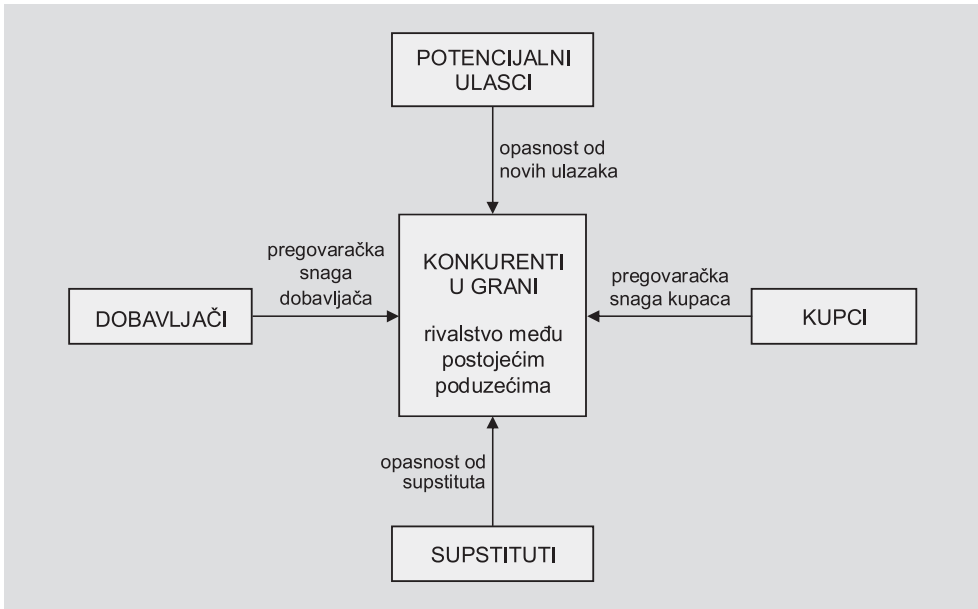 POTENCIJALNI
ULASCI
opasnost od
novih ulazaka
pregovaračka
snaga
dobavljača
DOBAVLJAČI
KONKURENTI
U GRANI
rivalstvo među
postojećim
poduzećima
pregovaračka
snaga kupaca
KUPCI
opasnost od
supstituta
SUPSTITUTI